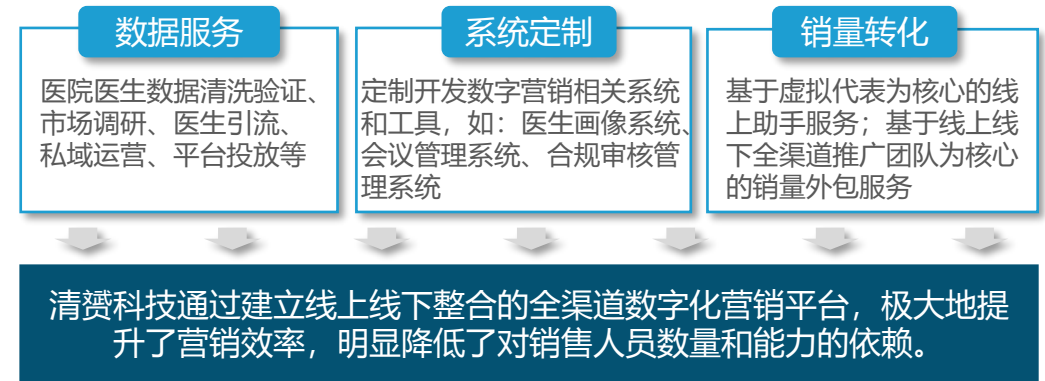 数据服务
医院医生数据清洗验证、
市场调研、医生引流、
私域运营、平台投放等
系统定制
定制开发数字营销相关系统
和工具，如：医生画像系统、
会议管理系统、合规审核管
理系统
销量转化
基于虚拟代表为核心的线
上助手服务；基于线上线
下全渠道推广团队为核心
的销量外包服务
清赟科技通过建立线上线下整合的全渠道数字化营销平台，极大地提
升了营销效率，明显降低了对销售人员数量和能力的依赖。